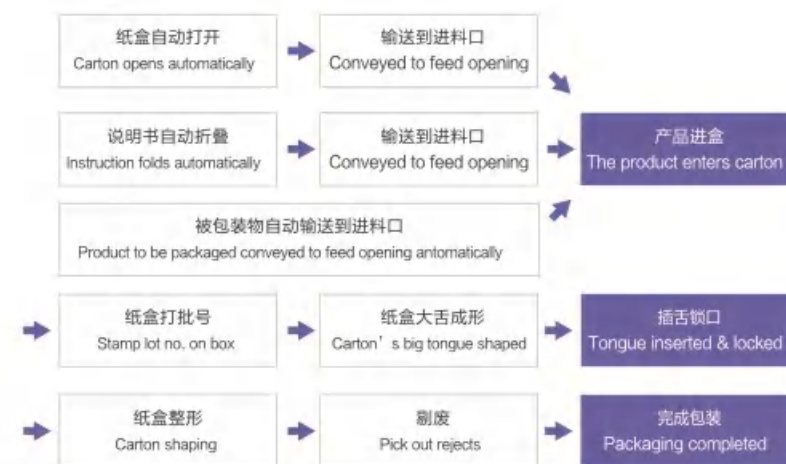 纸盒自动打开
Carton opens automatically
输送到进料口
Conveyed to feed opening
说明书自动折叠
Instruction folds automatically
输送到进料口
Conveyed to feed opening
产品进盒
The product enters carton
被包装物自动输送到进料口
Product to be packaged conveyed to feed opening antomatically
纸盒打批号
Stamp lot no. on box
纸盒大舌成形
Carton's big tongue shaped
插舌锁口
Tongue inserted & locked
纸盒整形
Carton shaping
剔废
Pick out rejects
完成包装
Packaging completed